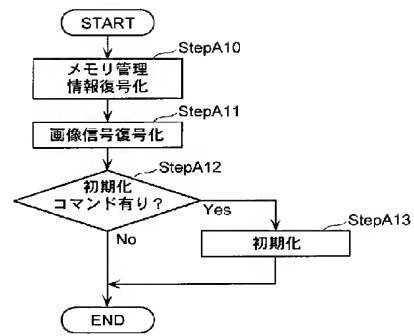 START
StepA10
メモリ管理
情報復号化
StepA11
画像信号復号化
StepA12
初期化
コマンド有り？
Yes
StepA13
No
初期化
END